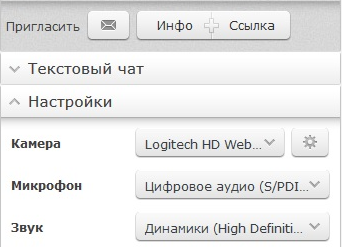 Пригласить Инфо Ссылка
Текстовый чат
Настройки
Камера Logitech HD Web...
Микрофон Цифровое аудио (S/PDI...
Звук Динамики (High Definiti...